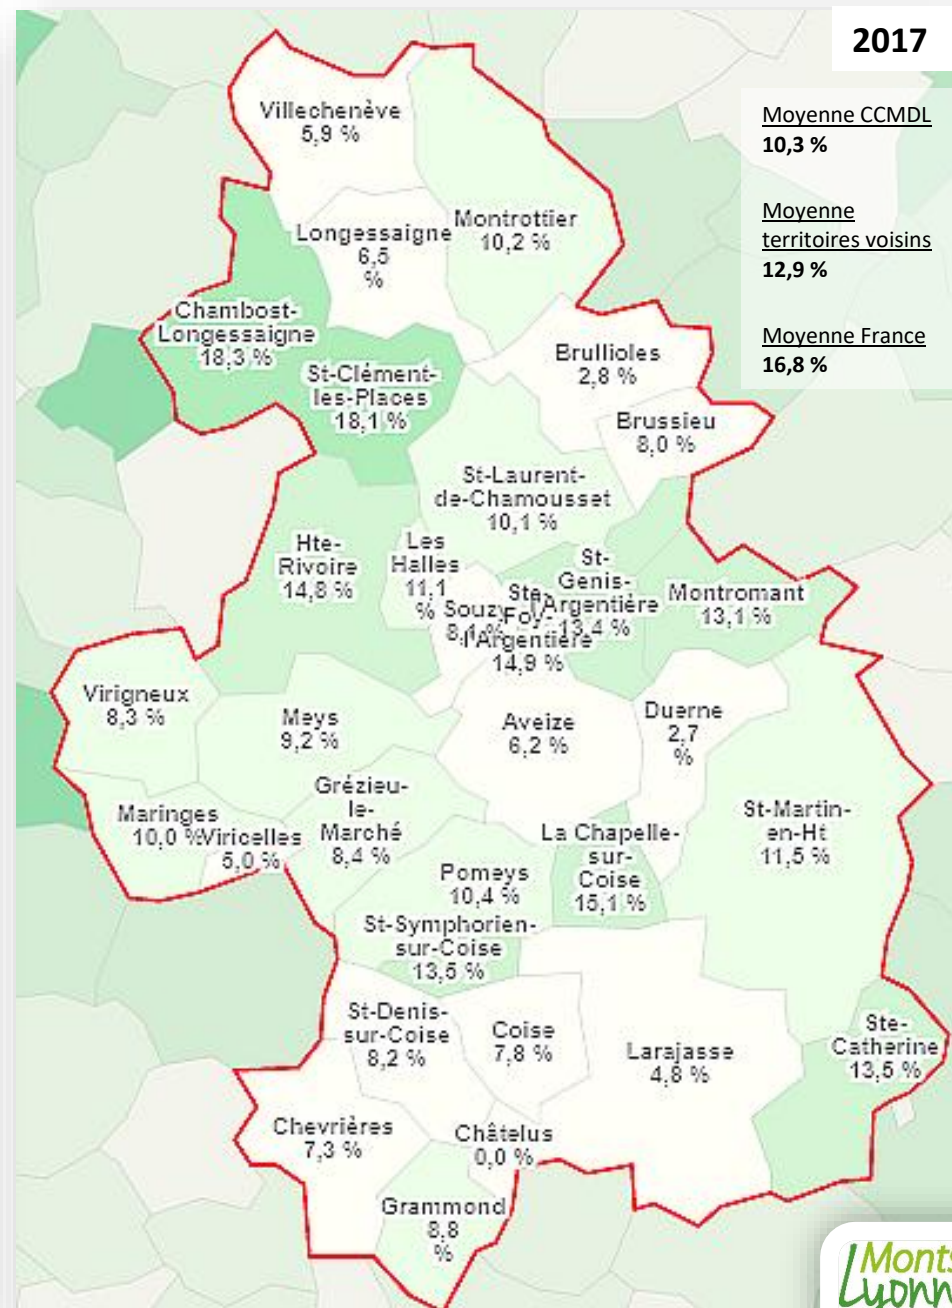 2017
Moyenne CCMDL
10,3 %
Moyenne
territoires voisins
12,9 %
Moyenne France
16,8 %
Villechenève
5,9 %
Longessaigne
6,5
%
Montrottier
10,2 %
Chambost-
Longessaigne
18,3 %
St-Clément-
les-Places
18,1 %
Brullioles
2,8 %
Brussieu
8,0 %
St-Laurent-
de-Chamousset
10,1 %
Hte-
Rivoire
14,8 %
Les
Halles
11,1
%
Souzy
8,1 %
Ste-
Foy-
l'Argentière
14,9 %
St-
Genis-
l'Argentière
13,4 %
Montromant
13,1 %
Virigneux
8,3 %
Meys
9,2 %
Aveize
6,2 %
Duerne
2,7
%
Maringes
10,0 %
Viricelles
5,0 %
Grézieu-
le-
Marché
8,4 %
La Chapelle-
sur-
Coise
15,1 %
St-Martin-
en-Ht
11,5 %
Pomeys
10,4 %
St-Symphorien-
sur-Coise
13,5 %
St-Denis-
sur-Coise
8,2 %
Coise
7,8 %
Larajasse
4,8 %
Ste-
Catherine
13,5 %
Chevrières
7,3 %
Châtelus
0,0 %
Grammond
8,8
%
Monts
Lyonn